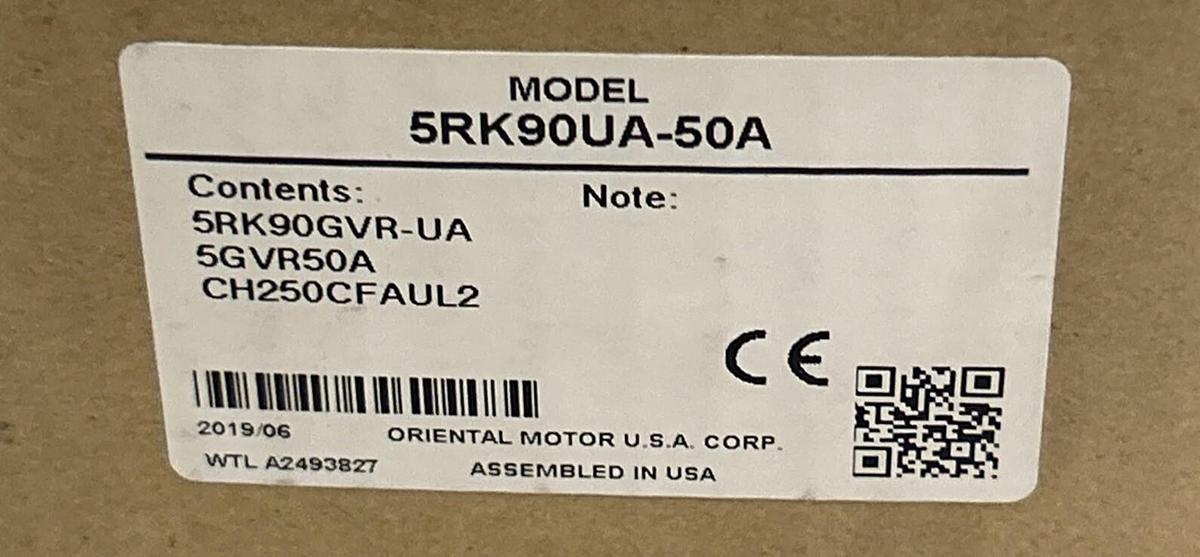 MODEL
5RK90UA-50A
Contents:
Note:
5RK90GVR-UA
5GVR50A
CH250CFAUL2
CE
2019/06
ORIENTAL MOTOR U.S.A. CORP.
WTL A2493827
ASSEMBLED IN USA